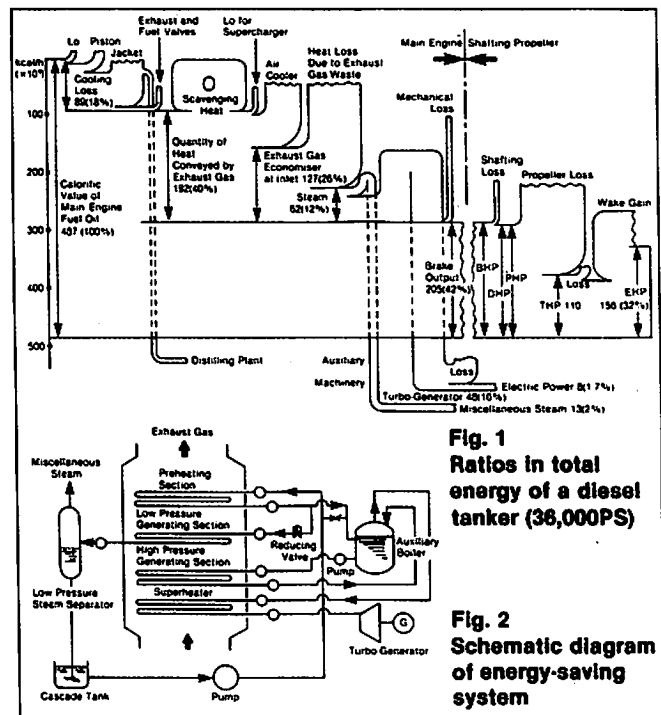 Exhaust and
Fuel Valves
Lo for
Supercharger
Heat Loss
Due to Exhaust
Gas Waste
Main Engine
Shafting Propeller
kcal/h
(×10⁵)
Lo
Piston
Jacket
Air
Cooler
Mechanical
Loss
Cooling
Loss
89(18%)
Scavenging
Heat
100
Quantity of
Heat
Conveyed by
Exhaust Gas
192(40%)
Exhaust Gas
Economiser
at inlet 127(26%)
Steam
62(12%)
Shafting
Loss
Propeller Loss
Wake Gain
200
Calorific
Value of
Main Engine
Fuel Oil
487 (100%)
300
Brake
Output
205(42%)
BHP
DHP
PHP
Loss
THP 110
EHP
156 (32%)
400
500
Distilling Plant
Auxiliary
Machinery
Loss
Electric Power 8(1.7%)
Turbo-Generator 48(10%)
Miscellaneous Steam 13(2%)
Fig. 1
Ratios in total
energy of a diesel
tanker (36,000PS)
Exhaust Gas
Miscellaneous
Steam
Preheating
Section
Low Pressure
Generating Section
Reducing
Valve
High Pressure
Generating Section
Superheater
Pump
Auxiliary
Boiler
Low Pressure
Steam Separator
G
Turbo Generator
Cascade Tank
Pump
Fig. 2
Schematic diagram
of energy-saving
system